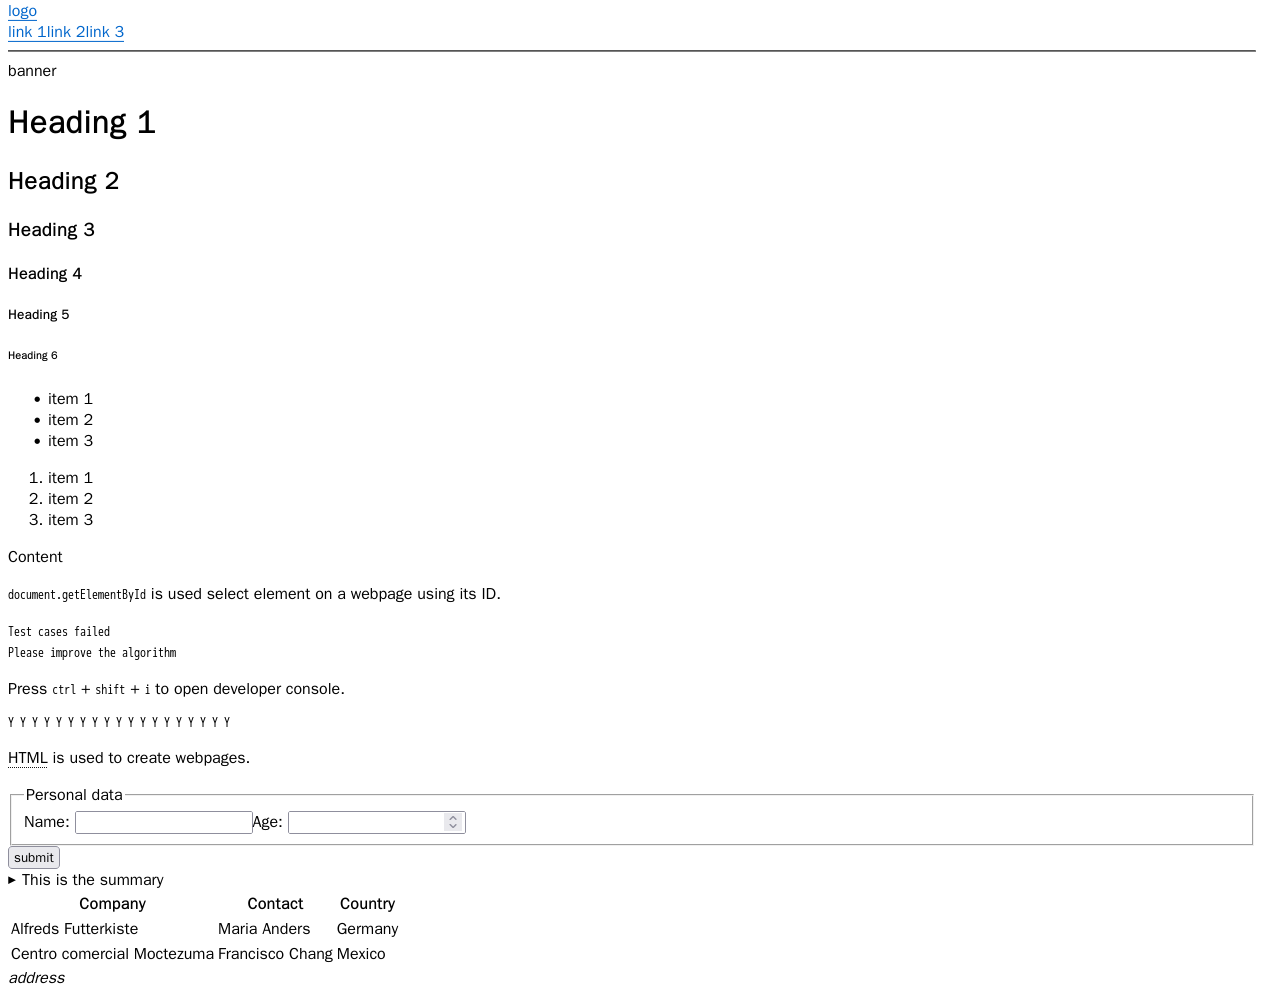 logo
link 1link 2link 3
banner
Heading 1
Heading 2
Heading 3
Heading 4
Heading 5
Heading 6
• item 1
• item 2
• item 3
1. item 1
2. item 2
3. item 3
Content
document.getElementById is used select element on a webpage using its ID.
Test cases failed
Please improve the algorithm
Press ctrl + shift + i to open developer console.
Y Y Y Y Y Y Y Y Y Y Y Y Y Y Y Y Y Y Y
HTML is used to create webpages.
Personal data
Name: Age:
submit
▸ This is the summary
Company Contact Country
Alfreds Futterkiste Maria Anders Germany
Centro comercial Moctezuma Francisco Chang Mexico
address